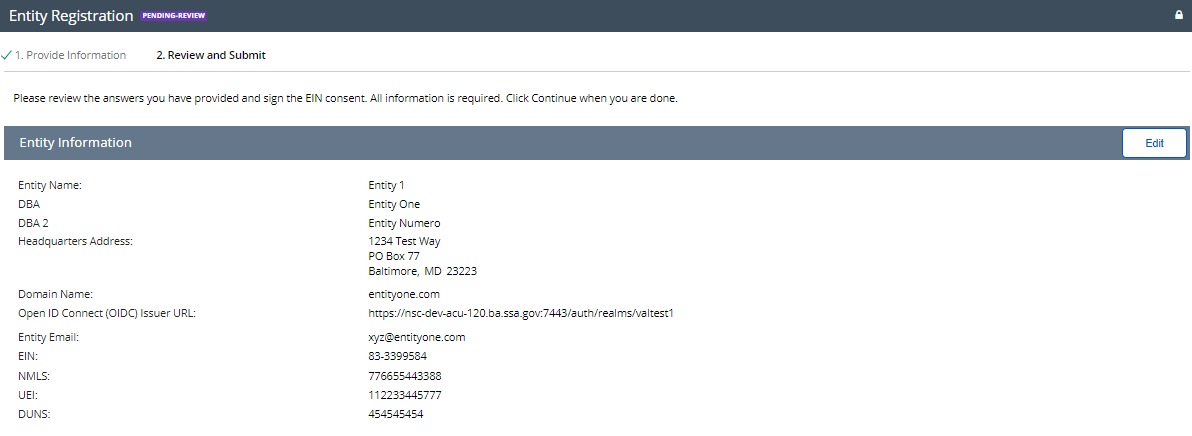 Entity Registration PENDING-REVIEW
1. Provide Information 2. Review and Submit
Please review the answers you have provided and sign the EIN consent. All information is required. Click Continue when you are done.
Entity Information Edit
Entity Name: Entity 1
DBA Entity One
DBA 2 Entity Numero
Headquarters Address: 1234 Test Way
PO Box 77
Baltimore, MD 23223
Domain Name: entityone.com
Open ID Connect (OIDC) Issuer URL: https://nsc-dev-acu-120.ba.ssa.gov:7443/auth/realms/valtest1
Entity Email: xyz@entityone.com
EIN: 83-3399584
NMLS: 776655443388
UEI: 112233445777
DUNS: 454545454